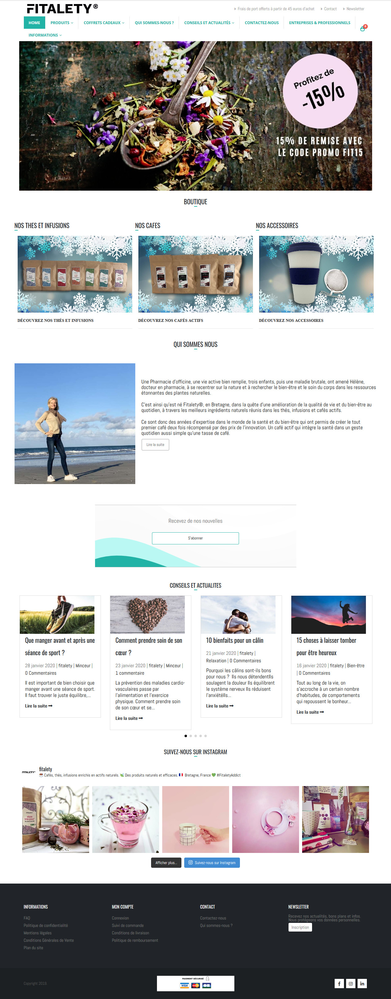 FITALETY®
Frais de port offerts à partir de 45 euros d'achat
Contact
Newsletter
HOME
PRODUITS
COFFRETS CADEAUX
QUI SOMMES-NOUS ?
CONSEILS ET ACTUALITÉS
CONTACTEZ-NOUS
ENTREPRISES & PROFESSIONNELS
0
INFORMATIONS
Profitez de
-15%
15% DE REMISE AVEC
LE CODE PROMO FIT15
BOUTIQUE
NOS THES ET INFUSIONS
NOS CAFES
NOS ACCESSOIRES
DÉCOUVREZ NOS THÉS ET INFUSIONS
DÉCOUVREZ NOS CAFÉS ACTIFS
DÉCOUVREZ NOS ACCESSOIRES
QUI SOMMES NOUS
Une Pharmacie d'officine, une vie active bien remplie, trois enfants, puis une maladie brutale, ont amené Hélène,
docteur en pharmacie, à se recentrer sur la nature et à rechercher le bien-être et le soin du corps dans les ressources
étonnantes des plantes naturelles.
C'est ainsi qu'est né Fitalety®, en Bretagne, dans la quête d'une amélioration de la qualité de vie et du bien-être au
quotidien, à travers les meilleurs ingrédients naturels réunis dans les thés, infusions et cafés actifs.
Ce sont donc des années d'expertise dans le monde de la santé et du bien-être qui ont permis de créer le tout
premier café deux fois récompensé par des prix de l'innovation. Un café actif qui intègre la santé dans un geste
quotidien aussi simple qu'une tasse de café.
Lire la suite
Recevez de nos nouvelles
S'abonner
CONSEILS ET ACTUALITES
Que manger avant et après une
séance de sport ?
28 janvier 2020 | fitalety | Minceur |
0 Commentaires
Il est important de bien choisir que
manger avant une séance de sport.
Il faut trouver le juste équilibre,...
Lire la suite
Comment prendre soin de son
cœur ?
23 janvier 2020 | fitalety | Minceur |
1 commentaire
La prévention des maladies cardio-
vasculaires passe par
l'alimentation et l'exercice
physique. Comment prendre soin
de son cœur et se...
Lire la suite
10 bienfaits pour un câlin
21 janvier 2020 | fitalety |
Relaxation | 0 Commentaires
Pourquoi les câlins sont-ils bons
pour nous ? Ils nous détendentIls
soulagent la douleur Ils équilibrent
le système nerveux Ils réduisent
l'anxiétéIls...
Lire la suite
15 choses à laisser tomber
pour être heureux
16 janvier 2020 | fitalety | Bien-être
| 0 Commentaires
Tout au long de la vie, on
s'accroche à un certain nombre
d'habitudes, de comportements
qui repoussent le bonheur...
Lire la suite
SUIVEZ-NOUS SUR INSTAGRAM
FITALETY®
fitalety
Cafés, thés, infusions enrichis en actifs naturels. Des produits naturels et efficaces. Bretagne, France #FitaletyAddict
Afficher plus...
Suivez-nous sur Instagram
INFORMATIONS
FAQ
Politique de confidentialité
Mentions légales
Conditions Générales de Vente
Plan du site
MON COMPTE
Connexion
Suivi de commande
Conditions de livraison
Politique de remboursement
CONTACT
Contactez-nous
Qui sommes-nous ?
NEWSLETTER
Recevez nos actualités, bons plans et infos.
Nous protégeons vos données personnelles.
Inscription
Copyright 2019.
PAIEMENT SÉCURISÉ
VISA